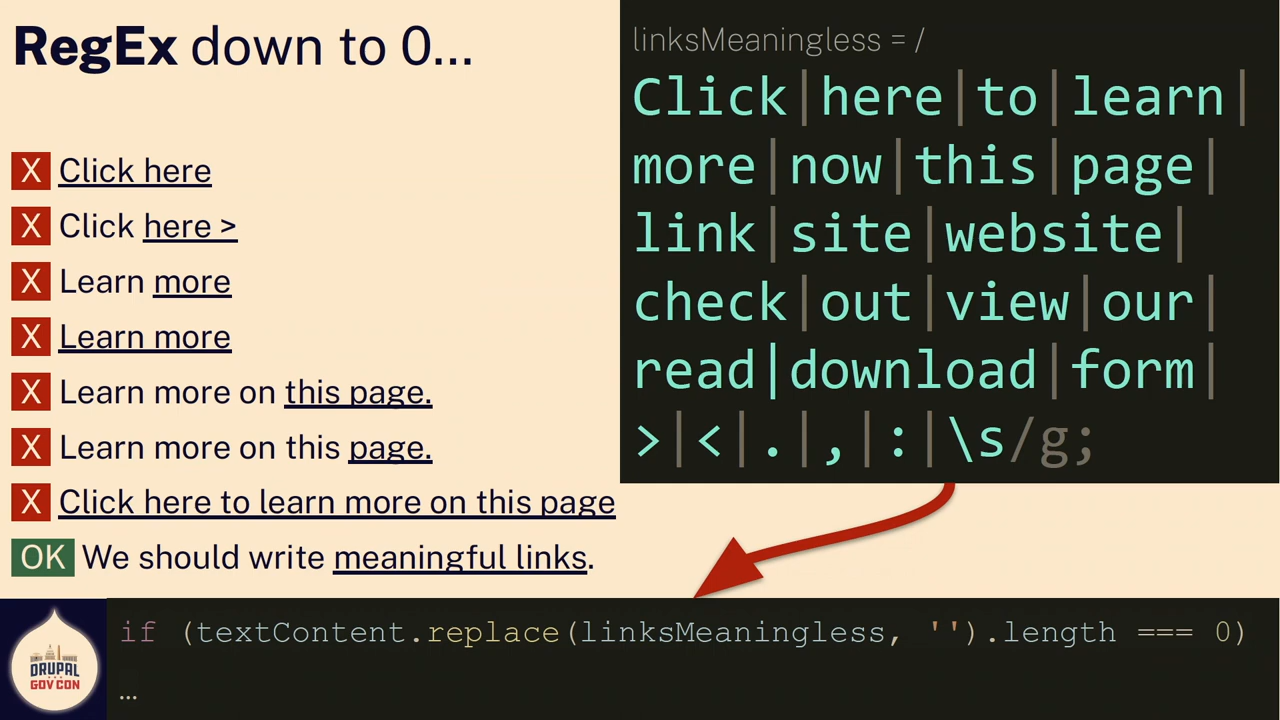 RegEx down to 0...
X Click here
X Click here >
X Learn more
X Learn more
X Learn more on this page.
X Learn more on this page.
X Click here to learn more on this page
OK We should write meaningful links.
linksMeaningless = /
Click|here|to|learn|
more|now|this|page|
link|site|website|
check|out|view|our|
read|download|form|
>|<|.|,|:|\s/g;
if (textContent.replace(linksMeaningless, '').length === 0)
…
DRUPAL
GOV CON